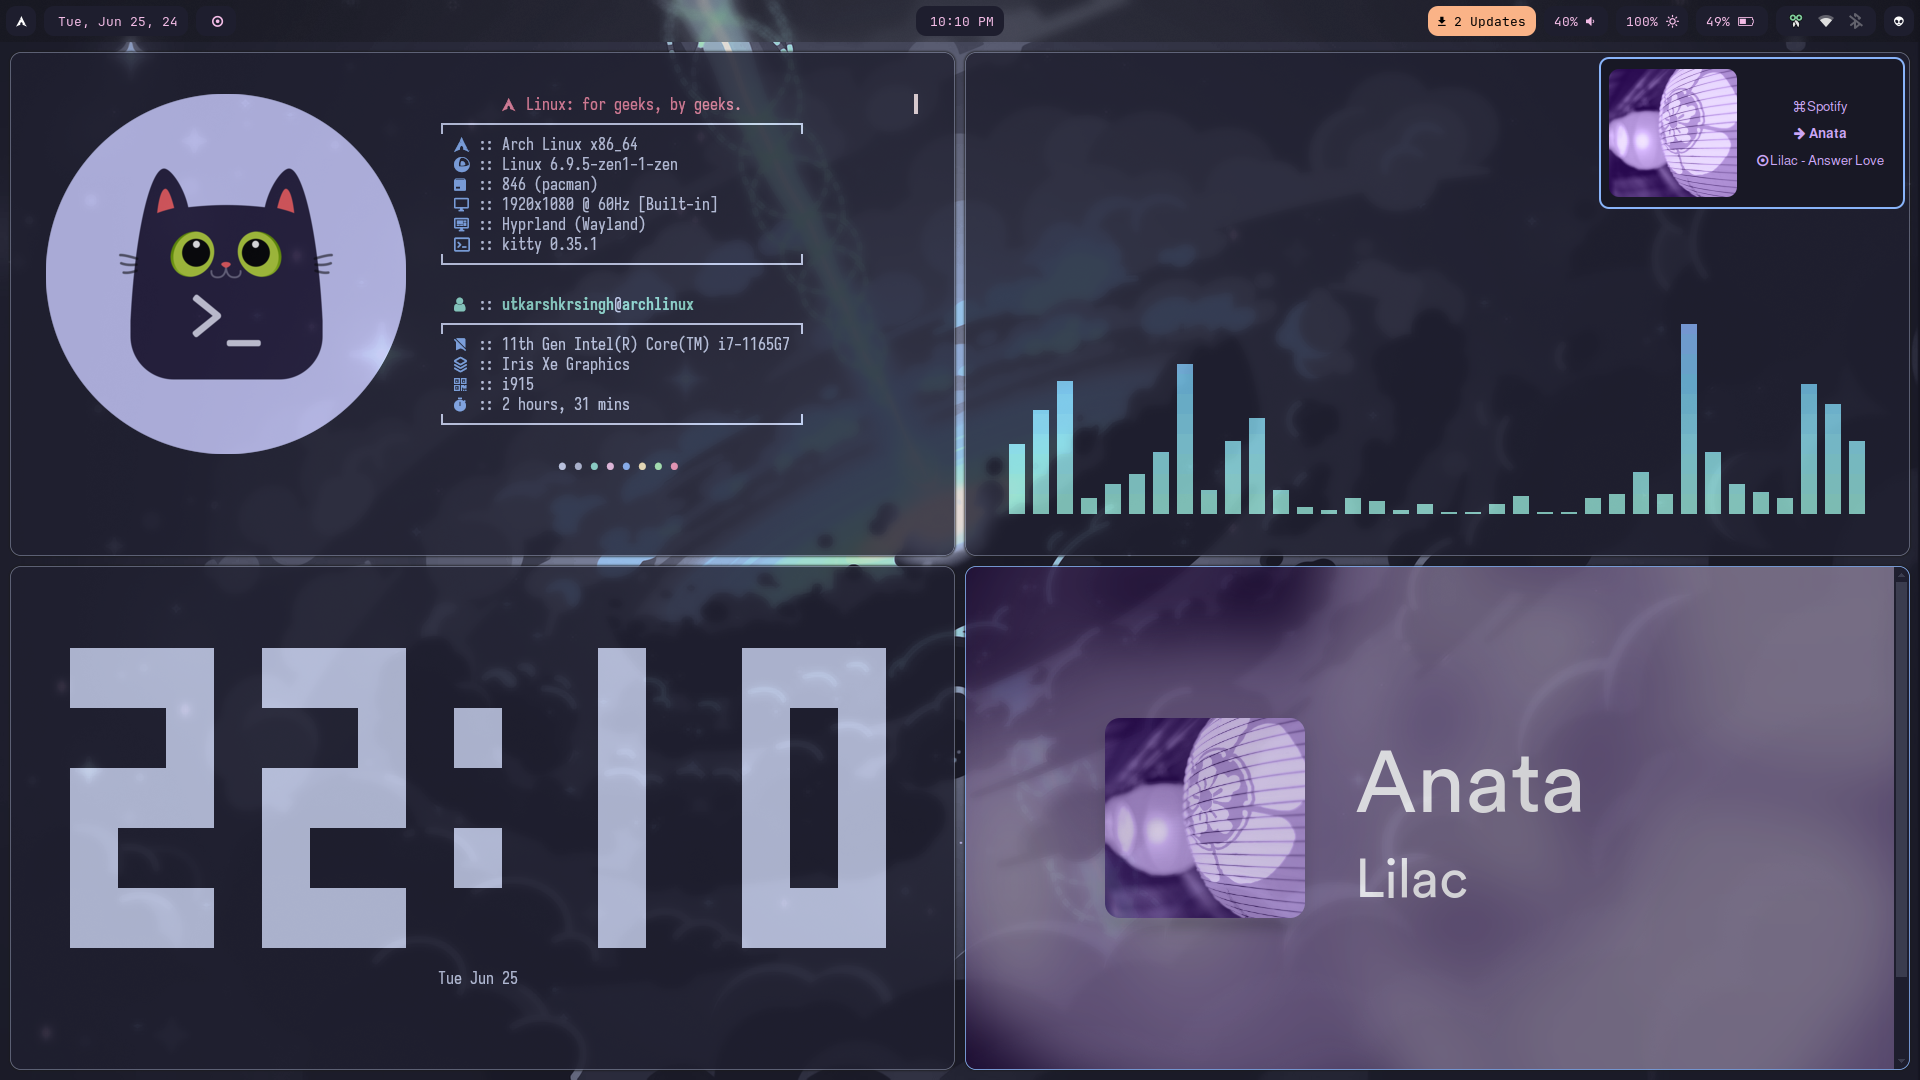 Tue, Jun 25, 24
10:10 PM
2 Updates
40%
100%
49%
Linux: for geeks, by geeks.
:: Arch Linux x86_64
:: Linux 6.9.5-zen1-1-zen
:: 846 (pacman)
:: 1920x1080 @ 60Hz [Built-in]
:: Hyprland (Wayland)
:: kitty 0.35.1
:: utkarshkrsingh@archlinux
:: 11th Gen Intel(R) Core(TM) i7-1165G7
:: Iris Xe Graphics
:: i915
:: 2 hours, 31 mins
>_
⌘Spotify
→ Anata
Lilac - Answer Love
22:10
Tue Jun 25
Anata
Lilac